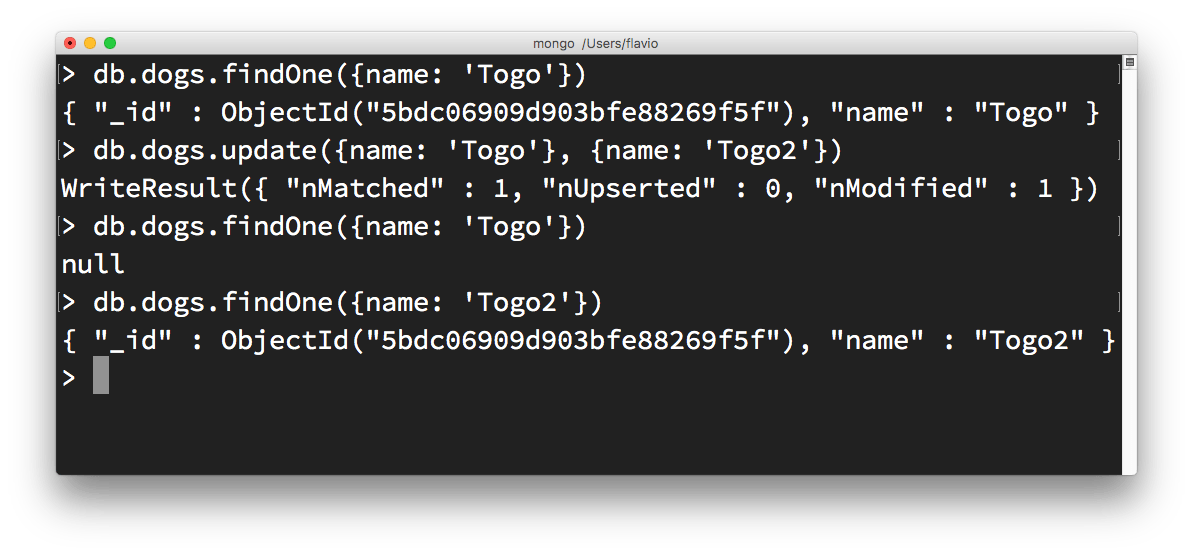 mongo /Users/flavio
> db.dogs.findOne({name: 'Togo'})
{ "_id" : ObjectId("5bdc06909d903bfe88269f5f"), "name" : "Togo" }
> db.dogs.update({name: 'Togo'}, {name: 'Togo2'})
WriteResult({ "nMatched" : 1, "nUpserted" : 0, "nModified" : 1 })
> db.dogs.findOne({name: 'Togo'})
null
> db.dogs.findOne({name: 'Togo2'})
{ "_id" : ObjectId("5bdc06909d903bfe88269f5f"), "name" : "Togo2" }
>